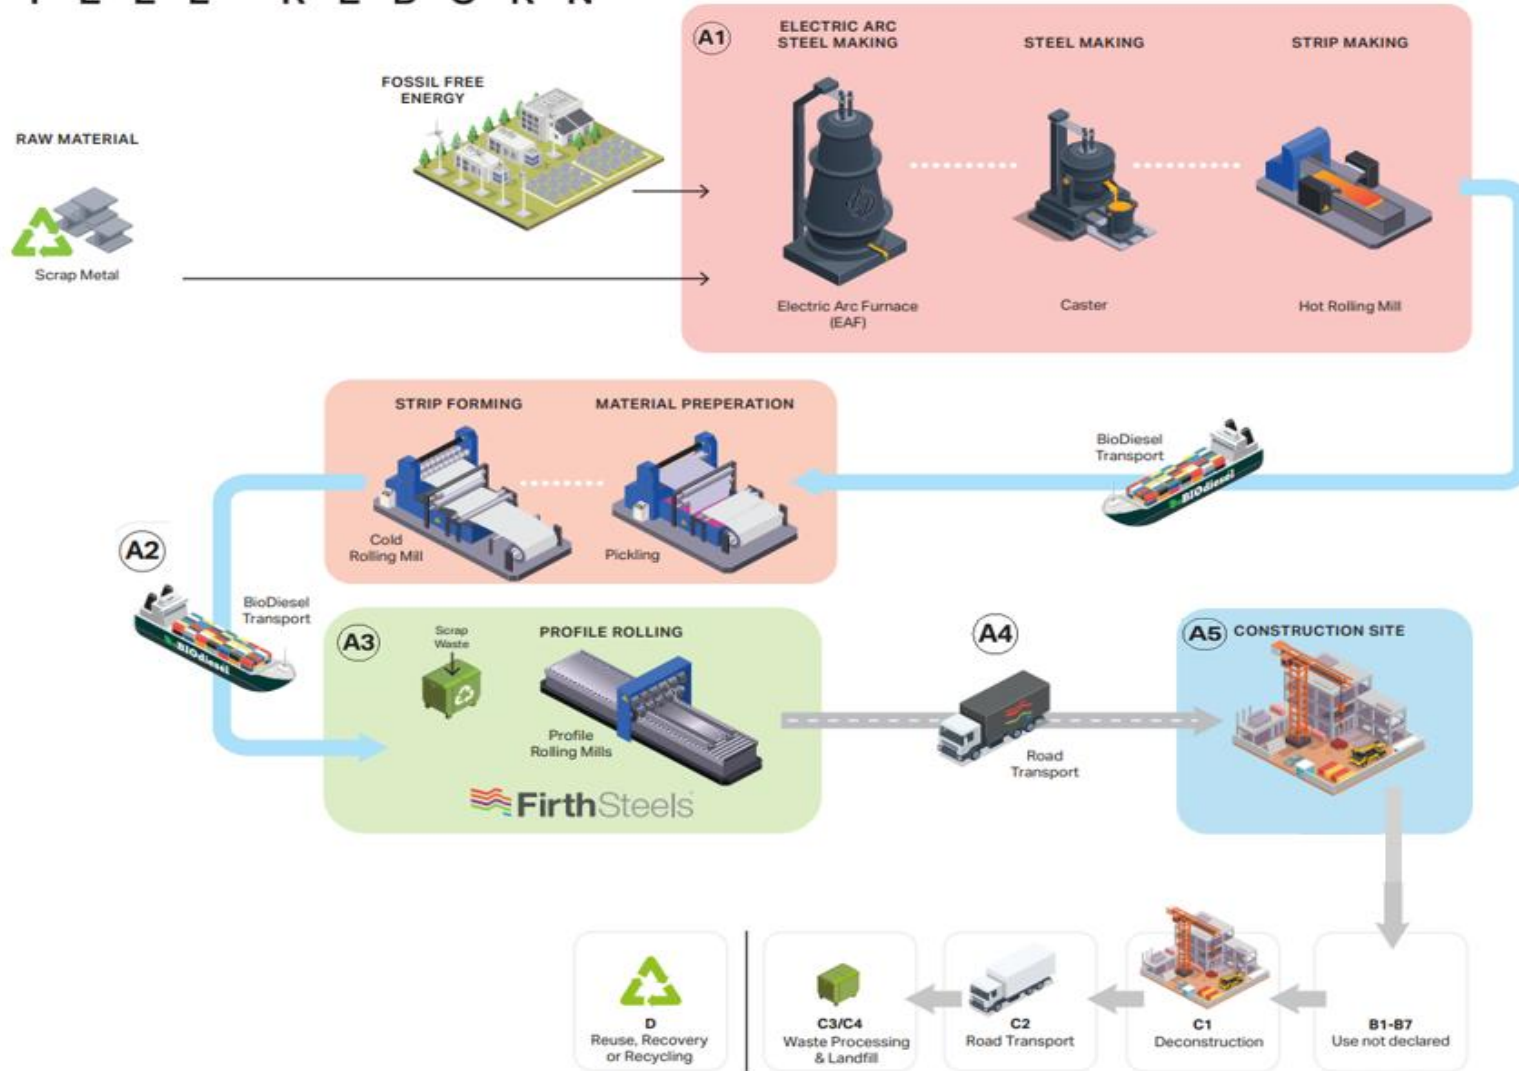 RAW MATERIAL
Scrap Metal
FOSSIL FREE
ENERGY
A1
ELECTRIC ARC
STEEL MAKING
STEEL MAKING
STRIP MAKING
Electric Arc Furnace
(EAF)
Caster
Hot Rolling Mill
BioDiesel
Transport
BIOdiesel
STRIP FORMING
MATERIAL PREPERATION
Cold
Rolling Mill
Pickling
A2
BioDiesel
Transport
BIOdiesel
A3
Scrap
Waste
PROFILE ROLLING
Profile
Rolling Mills
FirthSteels
A4
Road
Transport
A5
CONSTRUCTION SITE
D
Reuse, Recovery
or Recycling
C3/C4
Waste Processing
& Landfill
C2
Road Transport
C1
Deconstruction
B1-B7
Use not declared